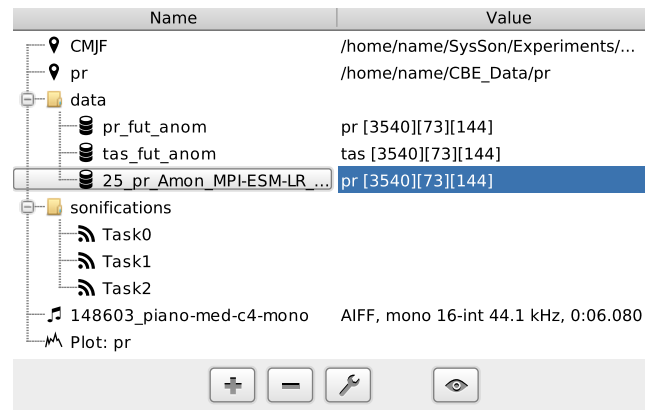 Name Value
CMJF /home/name/SysSon/Experiments/...
pr /home/name/CBE_Data/pr
data
pr_fut_anom pr [3540][73][144]
tas_fut_anom tas [3540][73][144]
25_pr_Amon_MPI-ESM-LR_... pr [3540][73][144]
sonifications
Task0
Task1
Task2
148603_piano-med-c4-mono AIFF, mono 16-int 44.1 kHz, 0:06.080
Plot: pr